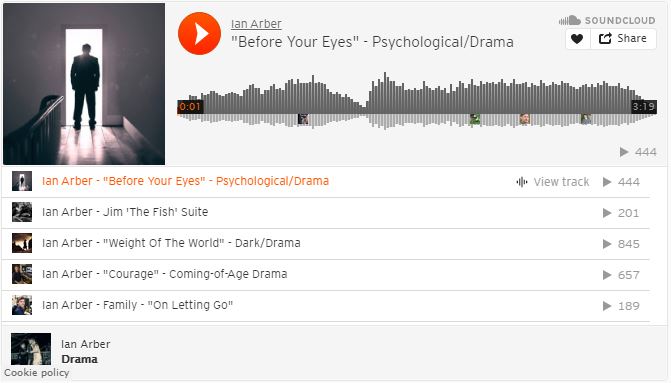 Ian Arber
"Before Your Eyes" - Psychological/Drama
SOUNDCLOUD
Share
0:01
3:19
444
Ian Arber - "Before Your Eyes" - Psychological/Drama View track 444
Ian Arber - Jim 'The Fish' Suite 201
Ian Arber - "Weight Of The World" - Dark/Drama 845
Ian Arber - "Courage" - Coming-of-Age Drama 657
Ian Arber - Family - "On Letting Go" 189
Ian Arber
Drama
Cookie policy